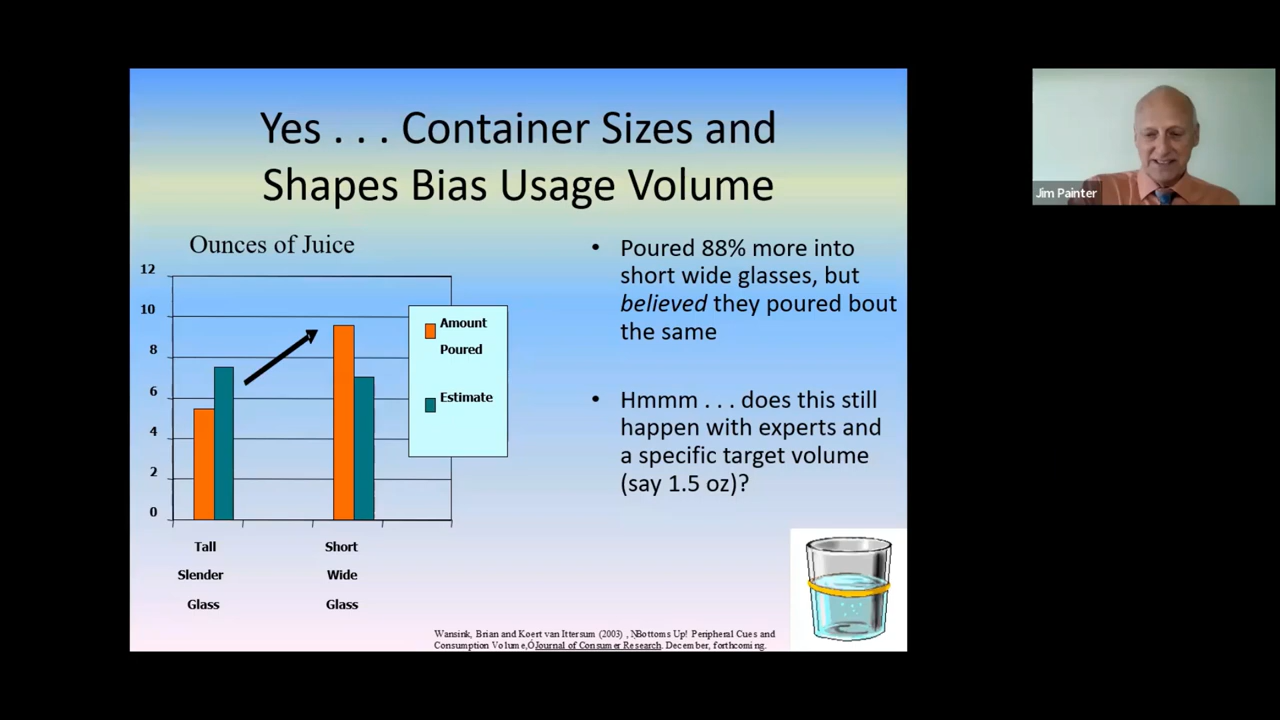 Yes . . . Container Sizes and
Shapes Bias Usage Volume
Ounces of Juice
12
10
8
6
4
2
0
Amount
Poured
Estimate
Tall
Slender
Glass
Short
Wide
Glass
• Poured 88% more into
short wide glasses, but
believed they poured bout
the same
• Hmmm . . . does this still
happen with experts and
a specific target volume
(say 1.5 oz)?
Wansink, Brian and Koert van Ittersum (2003) , ÒBottoms Up! Peripheral Cues and
Consumption Volume,Ó Journal of Consumer Research. December, forthcoming.
Jim Painter